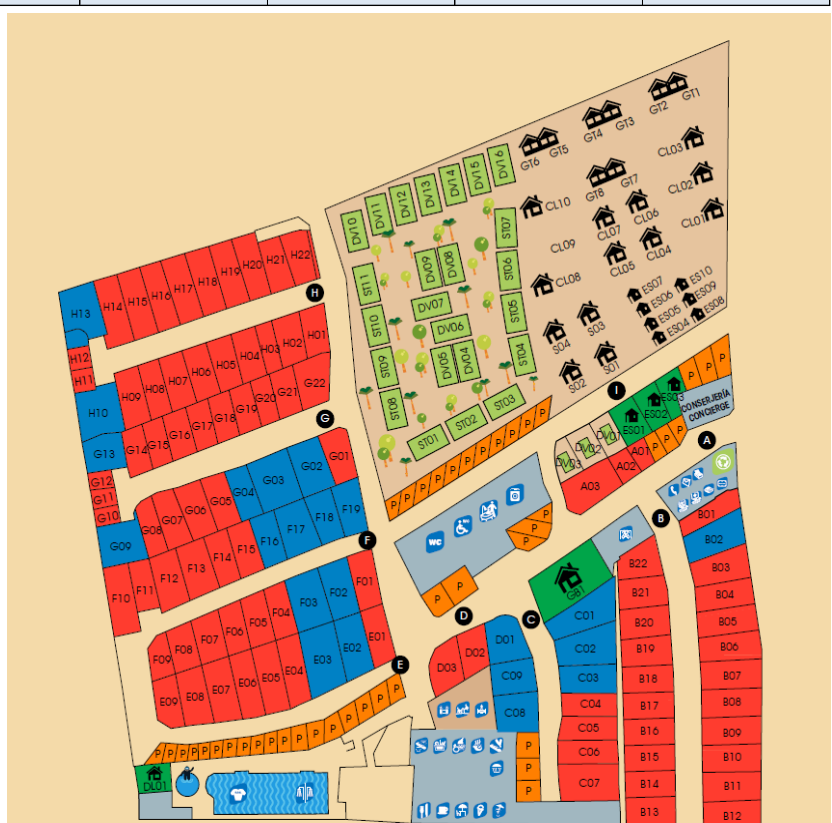 GT2 GT1
GT4 GT3
GT6 GT5
CL03
GT8 GT7
CL02
CL10
CL06
CL07
CL01
CL09
CL05
CL04
CL08
DV10
DV11
DV12
DV13
DV14
DV15
DV16
ST07
ST11
DV09
DV08
ST06
ST10
DV07
ST05
DV06
ST09
DV05
DV04
ST04
ST08
ST01
ST02
ST03
ES07
ES10
ES06
ES09
ES05
ES08
ES04
S03
S04
S01
S02
H13
H14
H15
H16
H17
H18
H19
H20
H21
H22
H
H12
H11
H10
H09
H08
H07
H06
H05
H04
H03
H02
H01
G13
G14
G15
G16
G17
G18
G19
G20
G21
G22
G
G12
G11
G10
G09
G08
G07
G06
G05
G04
G03
G02
G01
F10
F11
F12
F13
F14
F15
F16
F17
F18
F19
F
F09
F08
F07
F06
F05
F04
F03
F02
F01
E09
E08
E07
E06
E05
E04
E03
E02
E01
E
P P P P P P P P P P P P
I
P P P
ES03
ES02
ES01
CONSERJERÍA
CONCIERGE
DV01
DV02
DV03
P P P
A01
A02
A03
A
WC
P
P
P
P P
B
B01
B02
B03
B04
B05
B06
B07
B08
B09
B10
B11
B12
B22
B21
B20
B19
B18
B17
B16
B15
B14
B13
GB1
C
C01
C02
C03
C04
C05
C06
C07
D
D01
D02
D03
C09
C08
P
P
P
P P P P P P P P P P P P P P P P P P P
DL01